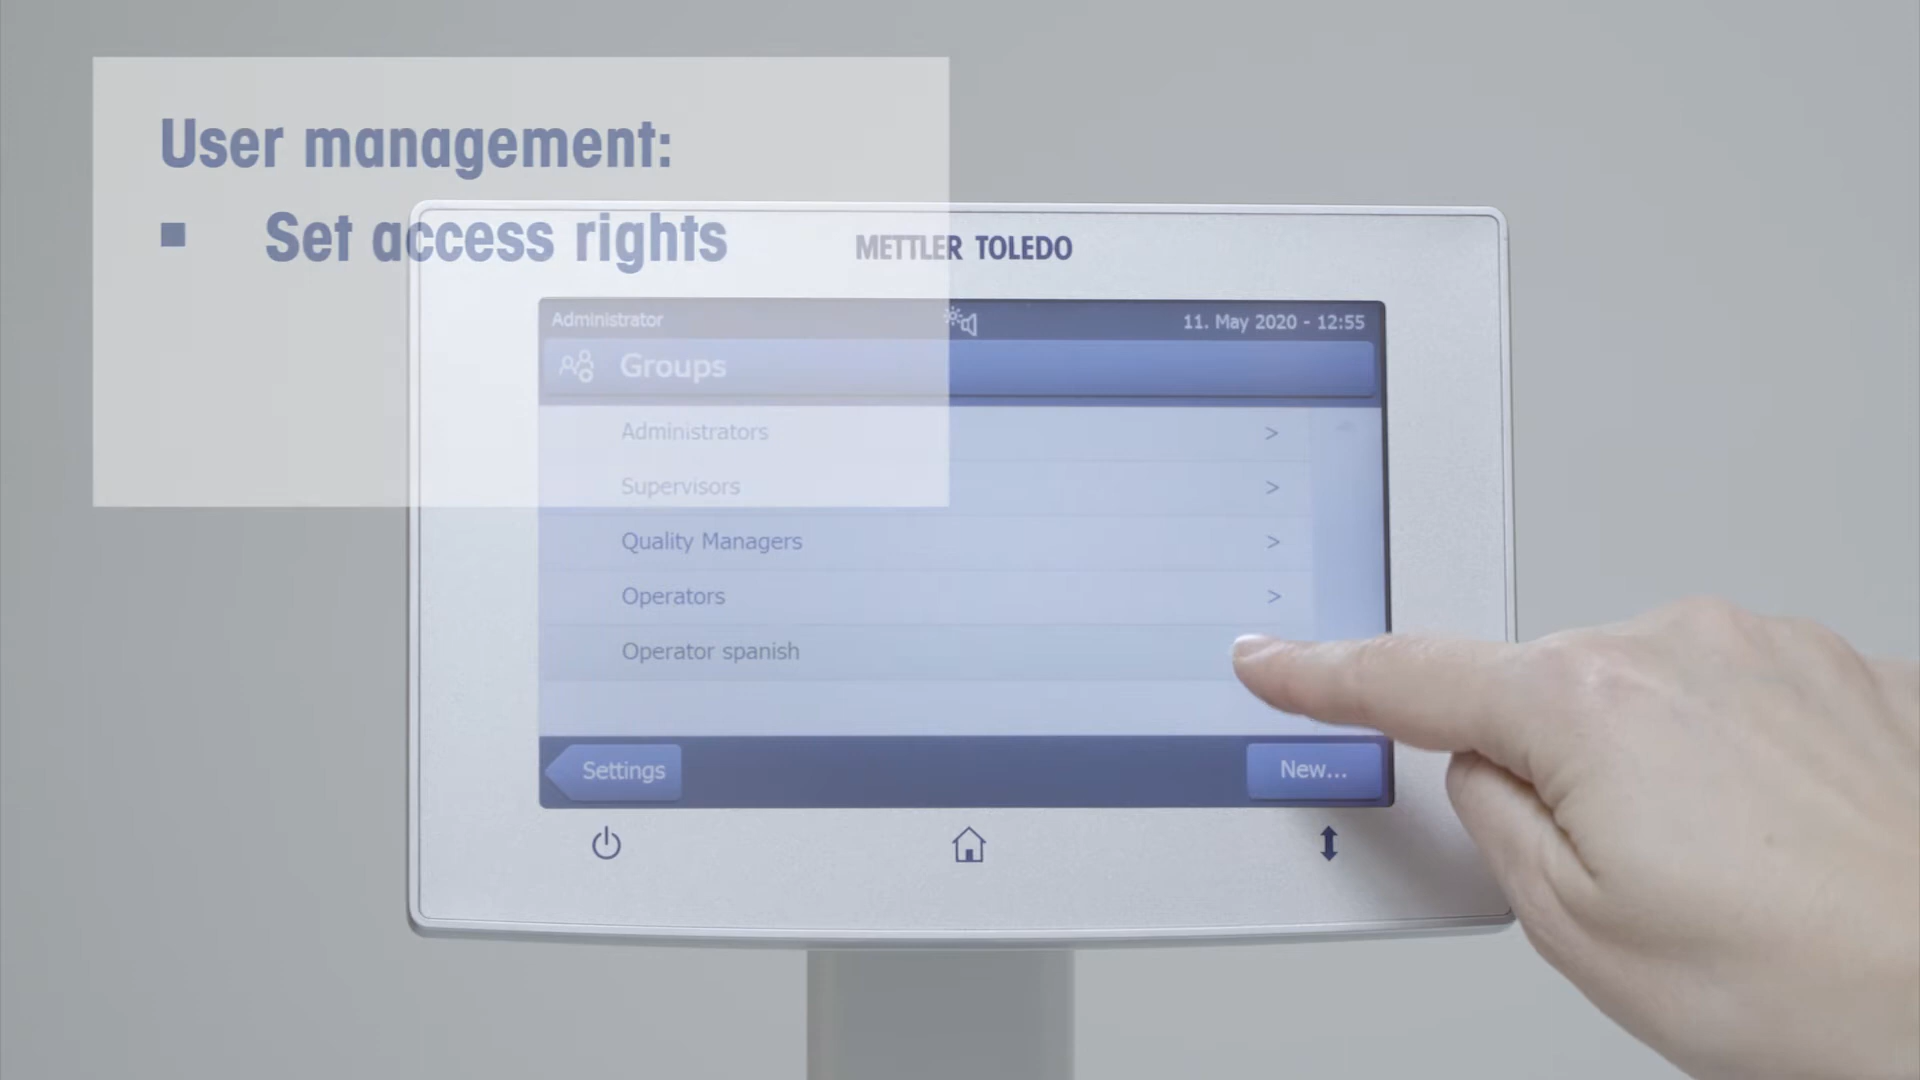 User management:
▪ Set access rights
METTLER TOLEDO
Administrator
11. May 2020 - 12:55
Groups
Administrators >
Supervisors >
Quality Managers >
Operators >
Operator spanish
Settings
New...